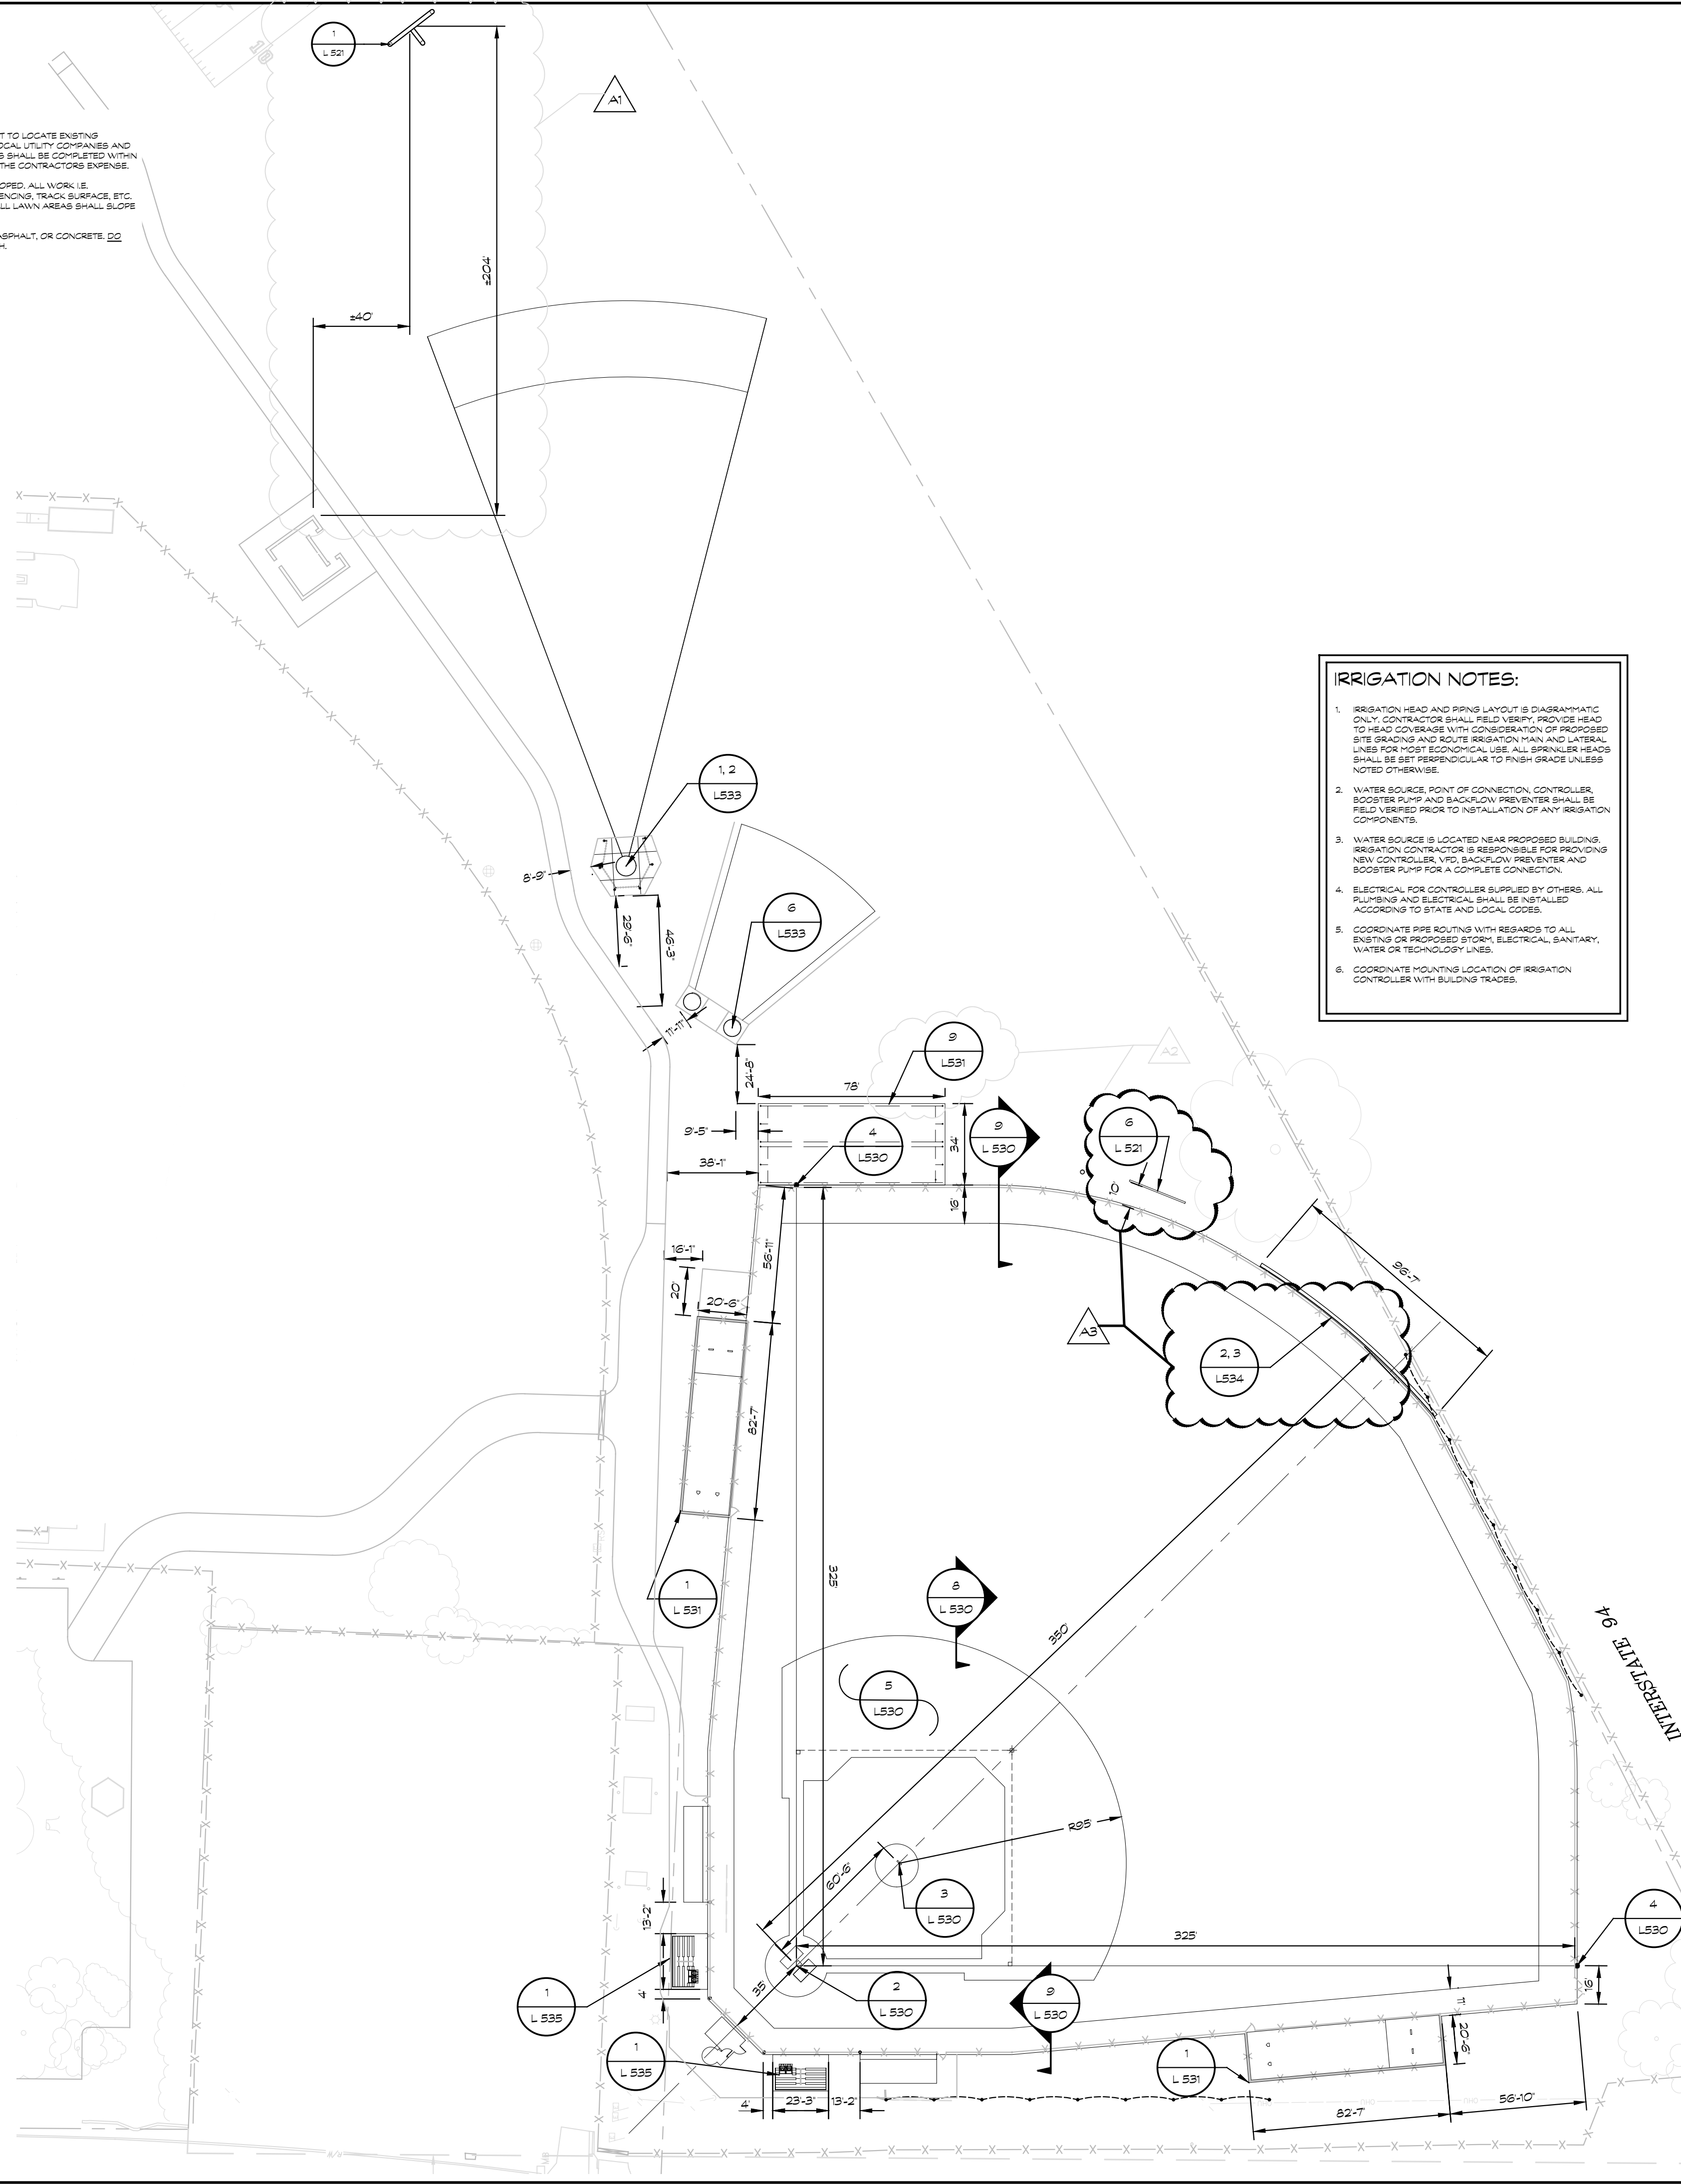 1
L 521
A1
T TO LOCATE EXISTING
OCAL UTILITY COMPANIES AND
S SHALL BE COMPLETED WITHIN
THE CONTRACTORS EXPENSE.
OPED. ALL WORK I.E.
ENCING, TRACK SURFACE, ETC.
LL LAWN AREAS SHALL SLOPE
ASPHALT, OR CONCRETE. DO
H.
±204'
±40'
IRRIGATION NOTES:
1. IRRIGATION HEAD AND PIPING LAYOUT IS DIAGRAMMATIC
ONLY. CONTRACTOR SHALL FIELD VERIFY, PROVIDE HEAD
TO HEAD COVERAGE WITH CONSIDERATION OF PROPOSED
SITE GRADING AND ROUTE IRRIGATION MAIN AND LATERAL
LINES FOR MOST ECONOMICAL USE. ALL SPRINKLER HEADS
SHALL BE SET PERPENDICULAR TO FINISH GRADE UNLESS
NOTED OTHERWISE.
2. WATER SOURCE, POINT OF CONNECTION, CONTROLLER,
BOOSTER PUMP AND BACKFLOW PREVENTER SHALL BE
FIELD VERIFIED PRIOR TO INSTALLATION OF ANY IRRIGATION
COMPONENTS.
3. WATER SOURCE IS LOCATED NEAR PROPOSED BUILDING.
IRRIGATION CONTRACTOR IS RESPONSIBLE FOR PROVIDING
NEW CONTROLLER, VFD, BACKFLOW PREVENTER AND
BOOSTER PUMP FOR A COMPLETE CONNECTION.
4. ELECTRICAL FOR CONTROLLER SUPPLIED BY OTHERS. ALL
PLUMBING AND ELECTRICAL SHALL BE INSTALLED
ACCORDING TO STATE AND LOCAL CODES.
5. COORDINATE PIPE ROUTING WITH REGARDS TO ALL
EXISTING OR PROPOSED STORM, ELECTRICAL, SANITARY,
WATER OR TECHNOLOGY LINES.
6. COORDINATE MOUNTING LOCATION OF IRRIGATION
CONTROLLER WITH BUILDING TRADES.
1, 2
L533
8'-9"
29'-6"
46'-3"
6
L533
11'-11"
24'-8"
9
L531
A2
78'
9'-5"
4
L530
34'
9
L 530
6
L 521
10'
38'-1"
16'
56'-11"
16'-1"
20'
20'-6"
96'-7"
A3
2, 3
L534
82'-7"
325'
1
L 531
8
L 530
350'
INTERSTATE 94
5
L530
R95'
60'-6"
3
L 530
13'-2"
325'
4
L530
4'
35'
2
L 530
9
L 530
16'
11'
20'-6"
1
L 535
1
L 535
1
L 531
4'
23'-3"
13'-2"
82'-7"
56'-10"